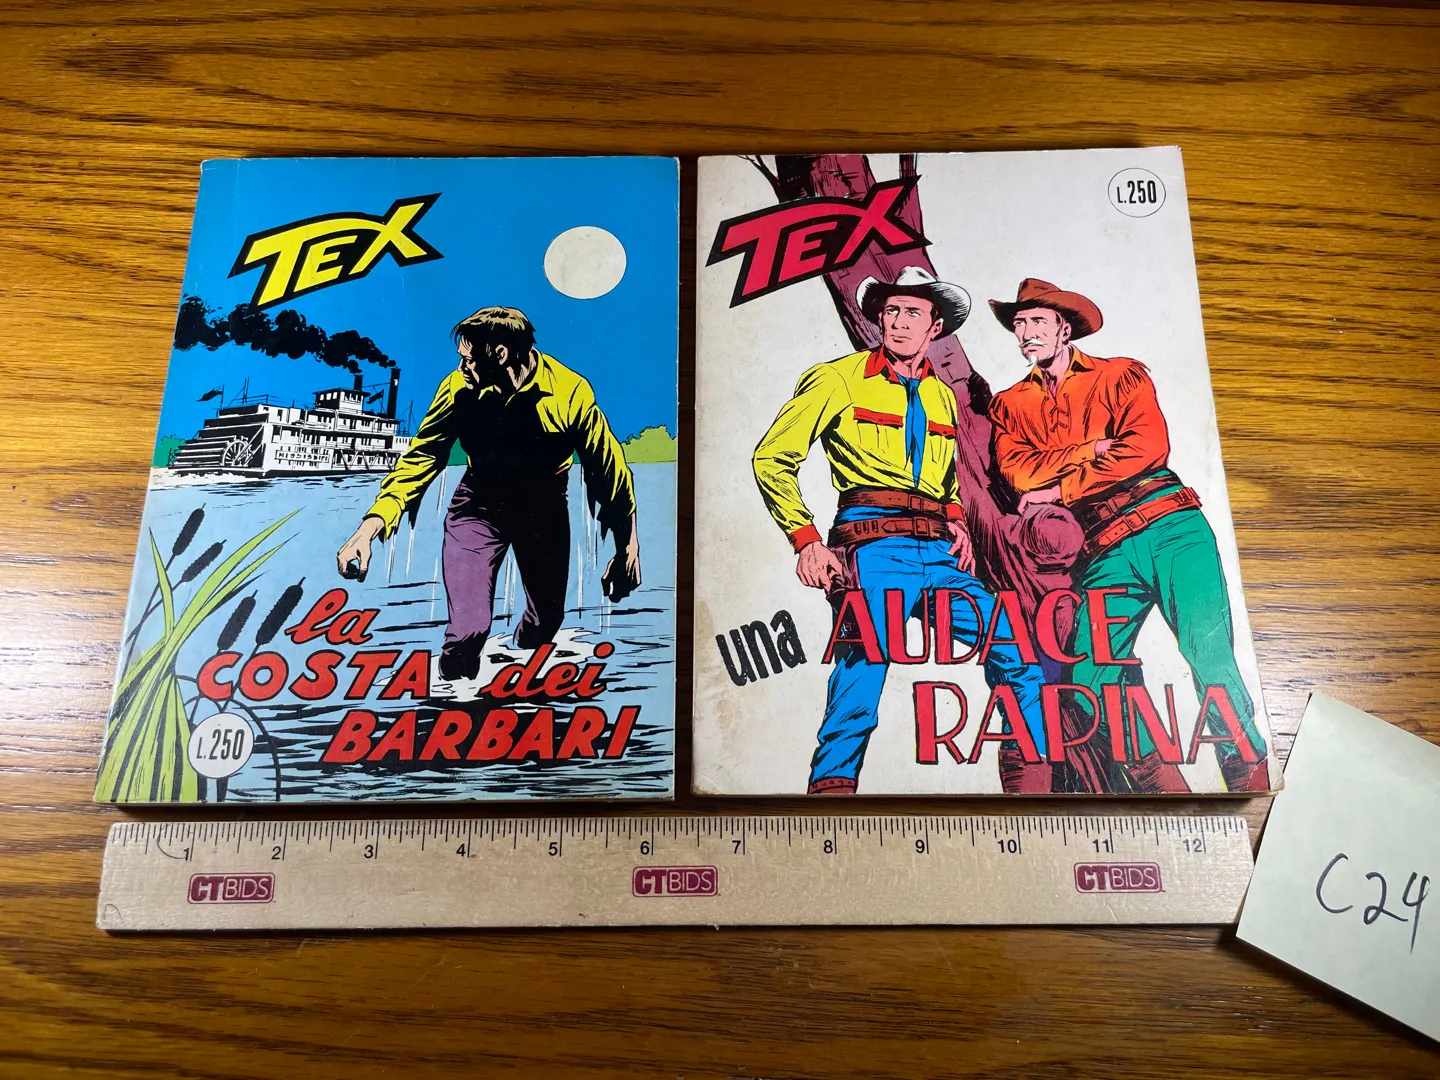 TEX
MISSISSIPPI
la
COSTA dei
BARBARI
L.250
L.250
TEX
una AUDACE
RAPINA
1 2 3 4 5 6 7 8 9 10 11 12
CTBIDS CTBIDS CTBIDS
C24